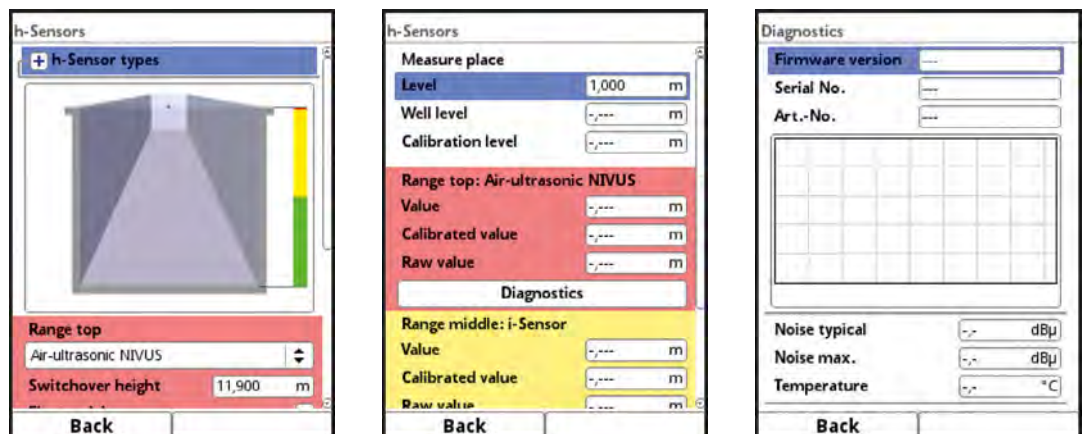 h-Sensors
h-Sensor types
Range top
Air-ultrasonic NIVUS
Switchover height 11,900 m
Back
h-Sensors
Measure place
Level 1,000 m
Well level -,--- m
Calibration level -,--- m
Range top: Air-ultrasonic NIVUS
Value -,--- m
Calibrated value -,--- m
Raw value -,--- m
Diagnostics
Range middle: i-Sensor
Value -,--- m
Calibrated value -,--- m
Raw value -,--- m
Back
Diagnostics
Firmware version ---
Serial No. ---
Art.-No. ---
Noise typical -,- dBµ
Noise max. -,- dBµ
Temperature -,- °C
Back